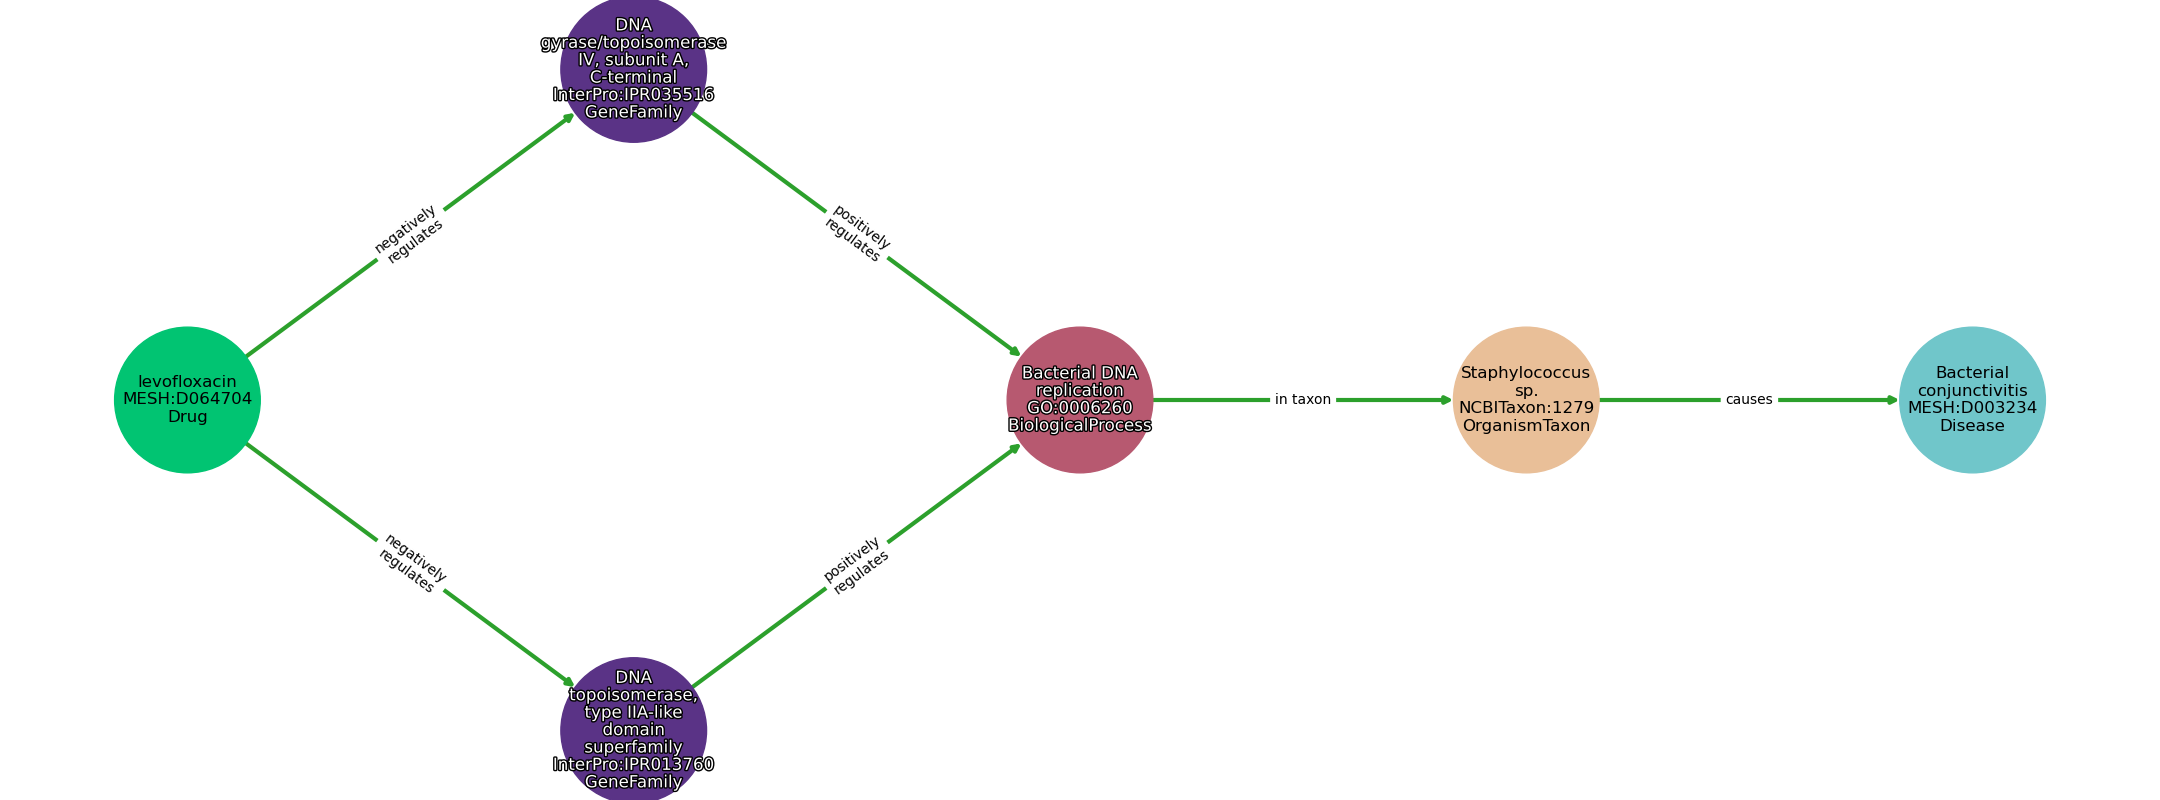 DNA
gyrase/topoisomerase
IV, subunit A,
C-terminal
InterPro:IPR035516
GeneFamily
negatively
regulates
positively
regulates
levofloxacin
MESH:D064704
Drug
Bacterial DNA
replication
GO:0006260
BiologicalProcess
in taxon
Staphylococcus
sp.
NCBITaxon:1279
OrganismTaxon
causes
Bacterial
conjunctivitis
MESH:D003234
Disease
negatively
regulates
positively
regulates
DNA
topoisomerase,
type IIA-like
domain
superfamily
InterPro:IPR013760
GeneFamily